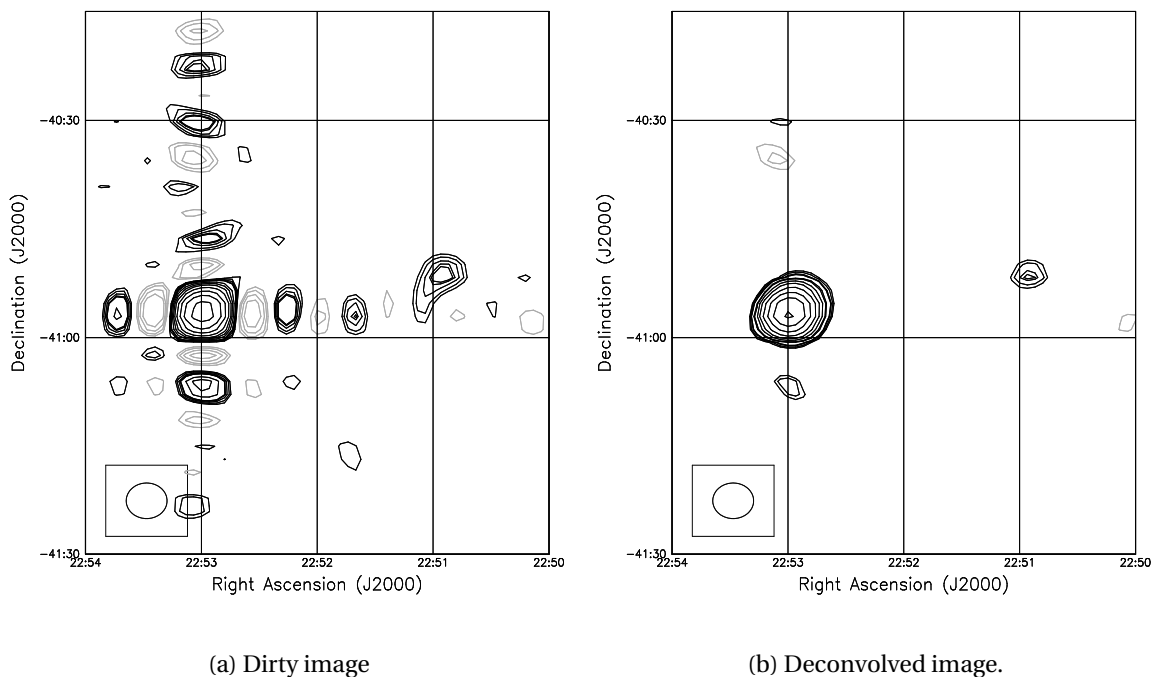 −40:30
−41:00
−41:30
Declination (J2000)
22:54
22:53
22:52
22:51
22:50
Right Ascension (J2000)
(a) Dirty image
−40:30
−41:00
−41:30
Declination (J2000)
22:54
22:53
22:52
22:51
22:50
Right Ascension (J2000)
(b) Deconvolved image.